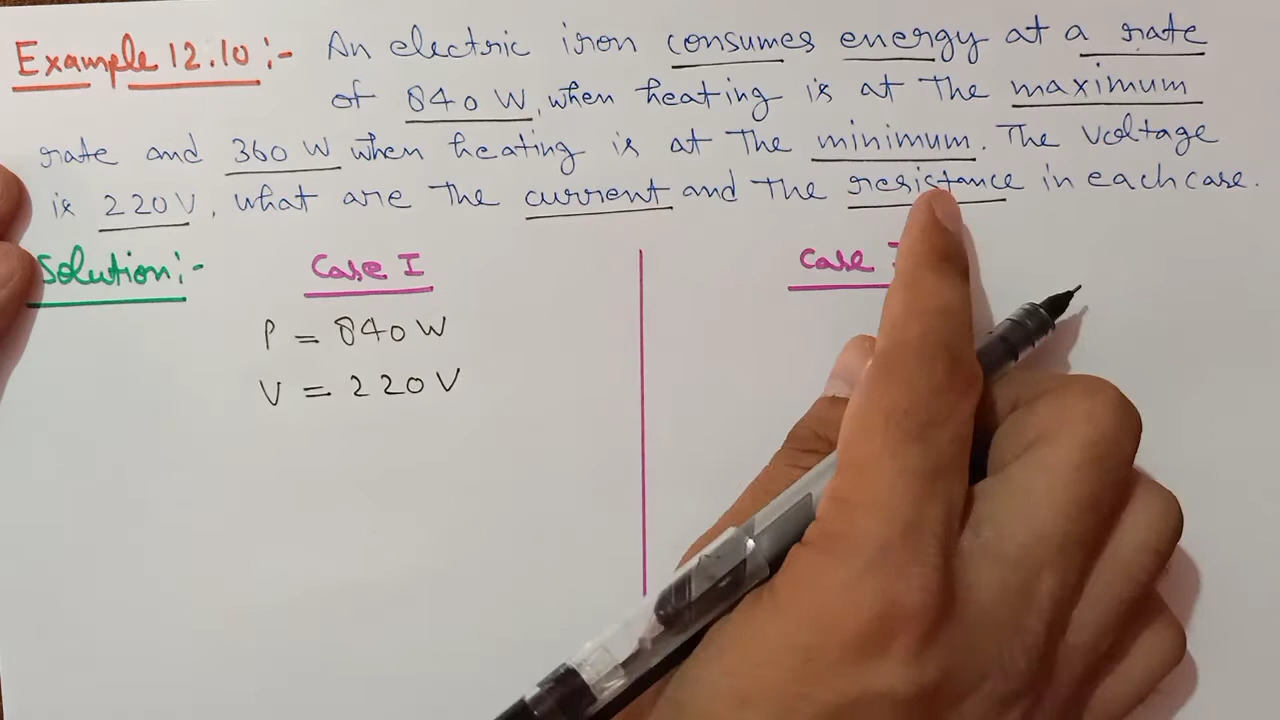 Example 12.10:- An electric iron consumes energy at a rate
of 840 W, when heating is at the maximum
rate and 360 W when heating is at the minimum. The voltage
is 220V, what are the current and the resistance in each case.
Solution:- Case I Case
P = 840 W
V = 220 V